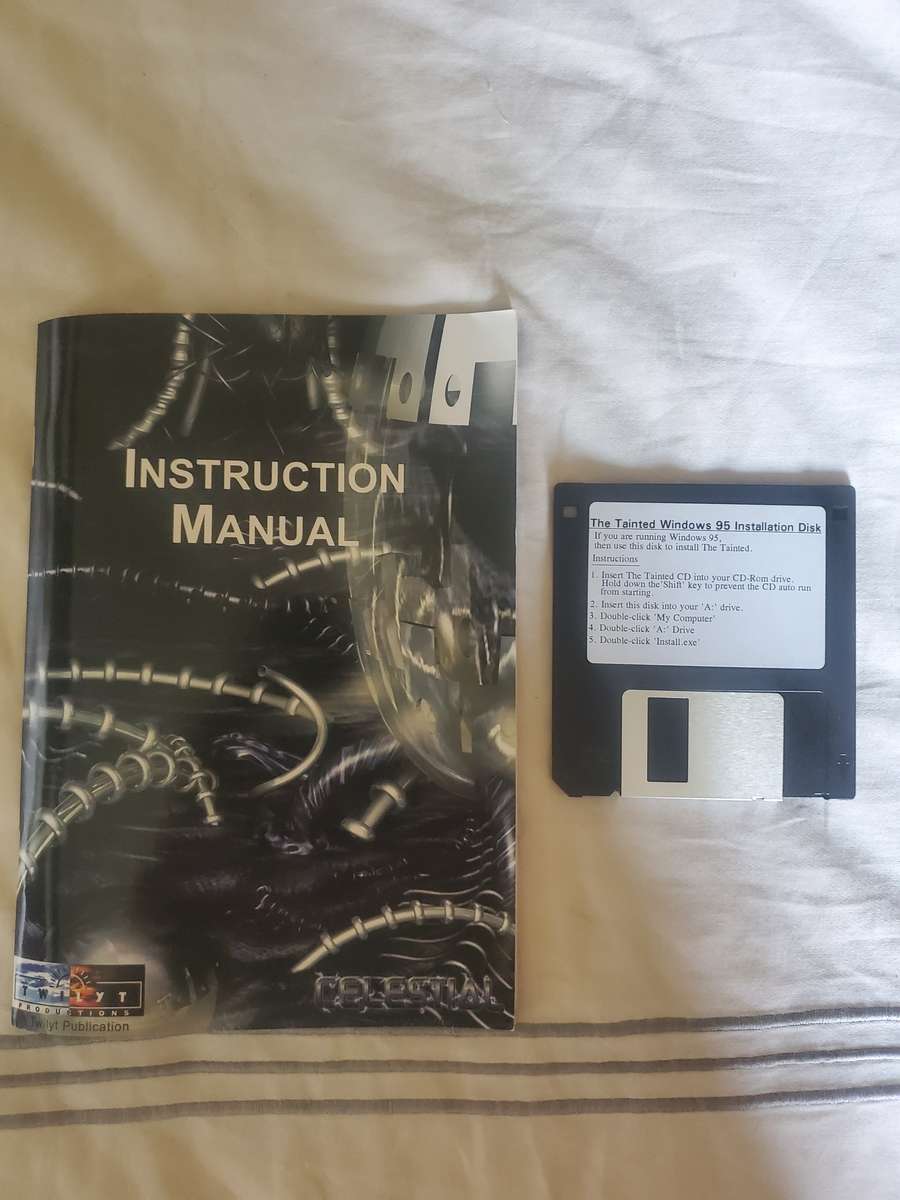 INSTRUCTION
MANUAL
TWILYT
PRODUCTIONS
Twilyt Publication
CELESTIAL
The Tainted Windows 95 Installation Disk
If you are running Windows 95,
then use this disk to install The Tainted.
Instructions
1. Insert The Tainted CD into your CD-Rom drive.
Hold down the 'Shift' key to prevent the CD auto run
from starting.
2. Insert this disk into your 'A:' drive.
3. Double-click 'My Computer'
4. Double-click 'A:' Drive
5. Double-click 'Install.exe'